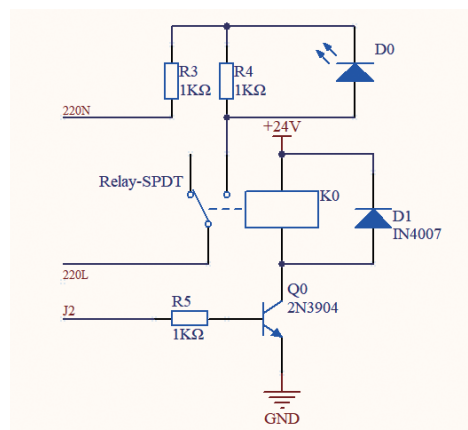 D0
R3
R4
1KΩ
1KΩ
220N
+24V
Relay-SPDT
K0
D1
IN4007
220L
Q0
J2
R5
2N3904
1KΩ
GND